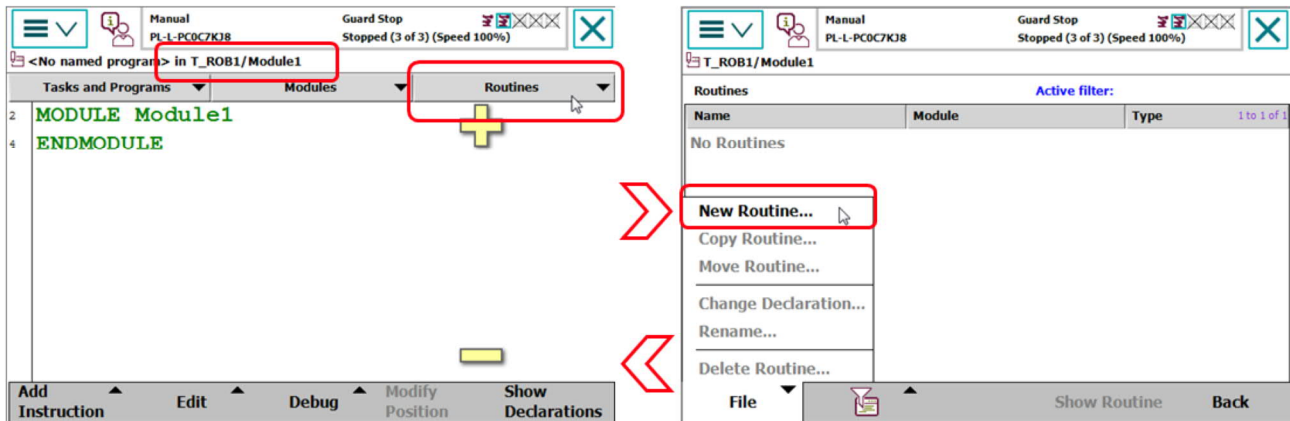 Manual Guard Stop
PL-L-PC0C7KJ8 Stopped (3 of 3) (Speed 100%)
<No named program> in T_ROB1/Module1
Tasks and Programs Modules Routines
2 MODULE Module1
4 ENDMODULE
Add Instruction Edit Debug Modify Position Show Declarations
Manual Guard Stop
PL-L-PC0C7KJ8 Stopped (3 of 3) (Speed 100%)
T_ROB1/Module1
Routines Active filter:
Name Module Type 1 to 1 of 1
No Routines
New Routine...
Copy Routine...
Move Routine...
Change Declaration...
Rename...
Delete Routine...
File Show Routine Back